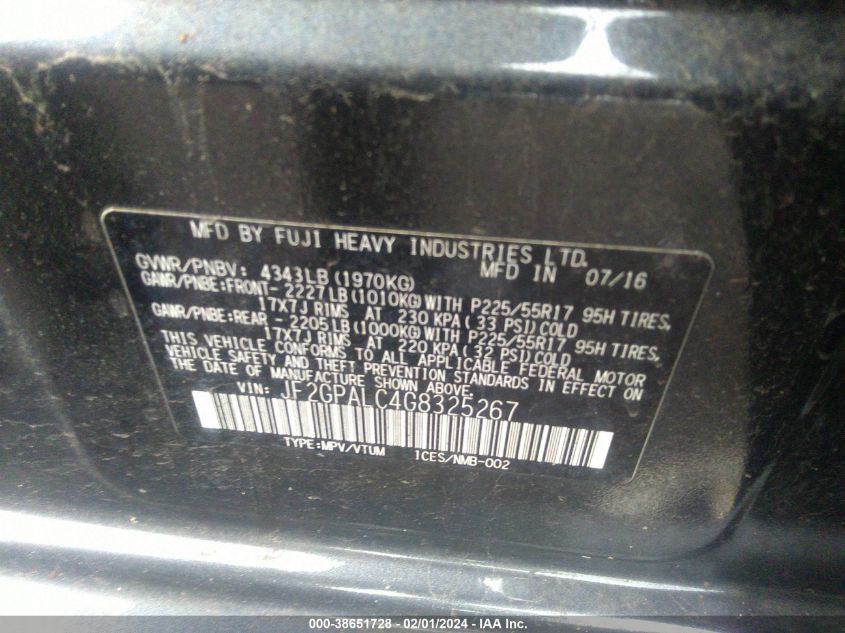 MFD BY FUJI HEAVY INDUSTRIES LTD.
MFD IN 07/16
GVWR/PNBV: 4343LB (1970KG)
GAWR/PNBE:FRONT- 2227LB(1010KG)WITH P225/55R17 95H TIRES,
17X7J RIMS AT 230 KPA(33 PSI)COLD
GAWR/PNBE:REAR - 2205LB(1000KG)WITH P225/55R17 95H TIRES,
17X7J RIMS AT 220 KPA(32 PSI)COLD
THIS VEHICLE CONFORMS TO ALL APPLICABLE FEDERAL MOTOR
VEHICLE SAFETY AND THEFT PREVENTION STANDARDS IN EFFECT ON
THE DATE OF MANUFACTURE SHOWN ABOVE.
VIN: JF2GPALC4G8325267
TYPE:MPV/VTUM ICES/NMB-002
000-38651728 - 02/01/2024 - IAA Inc.